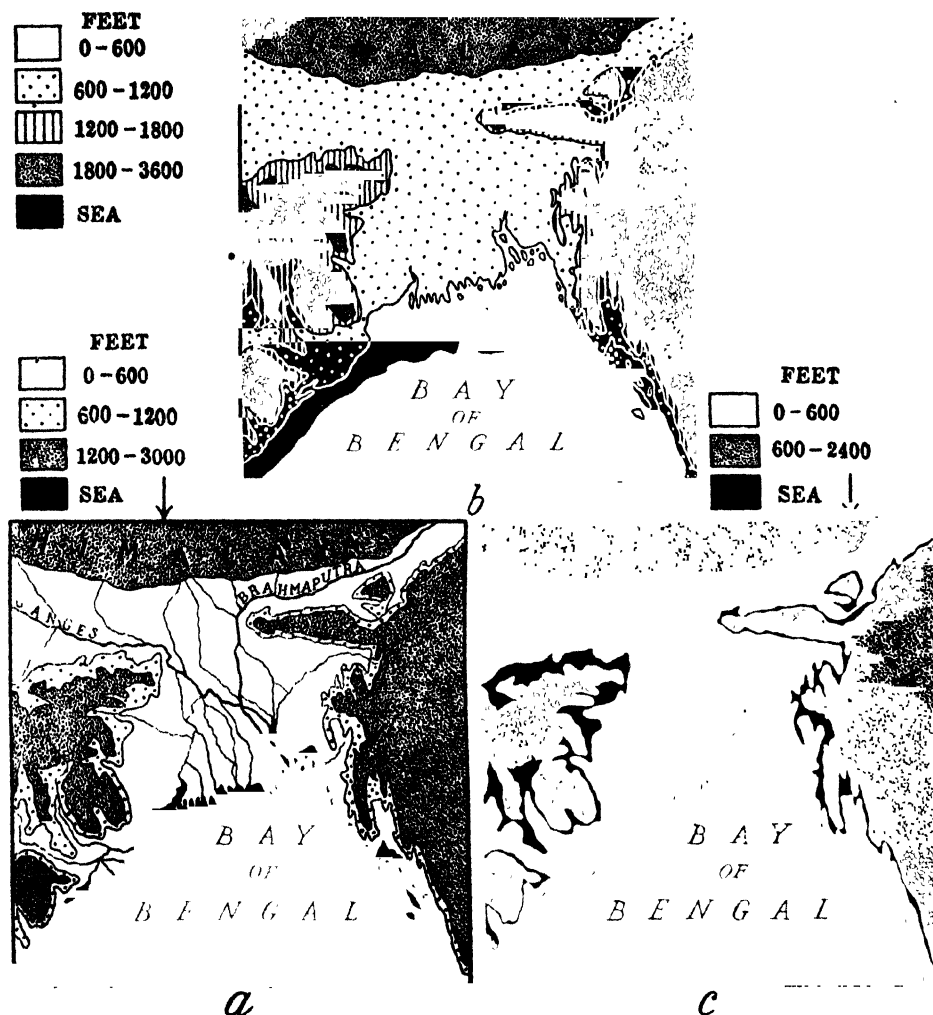 FEET
0-600
600-1200
1200-1800
1800-3600
SEA
BAY
OF
BENGAL
b
FEET
0-600
600-1200
1200-3000
SEA
FEET
0-600
600-2400
SEA
BRAHMAPUTRA
BAY
OF
BENGAL
a
BAY
OF
BENGAL
c